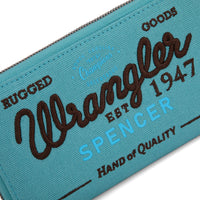 RUGGED GOODS
Wrangler
EST 1947
SPENCER
HAND OF QUALITY